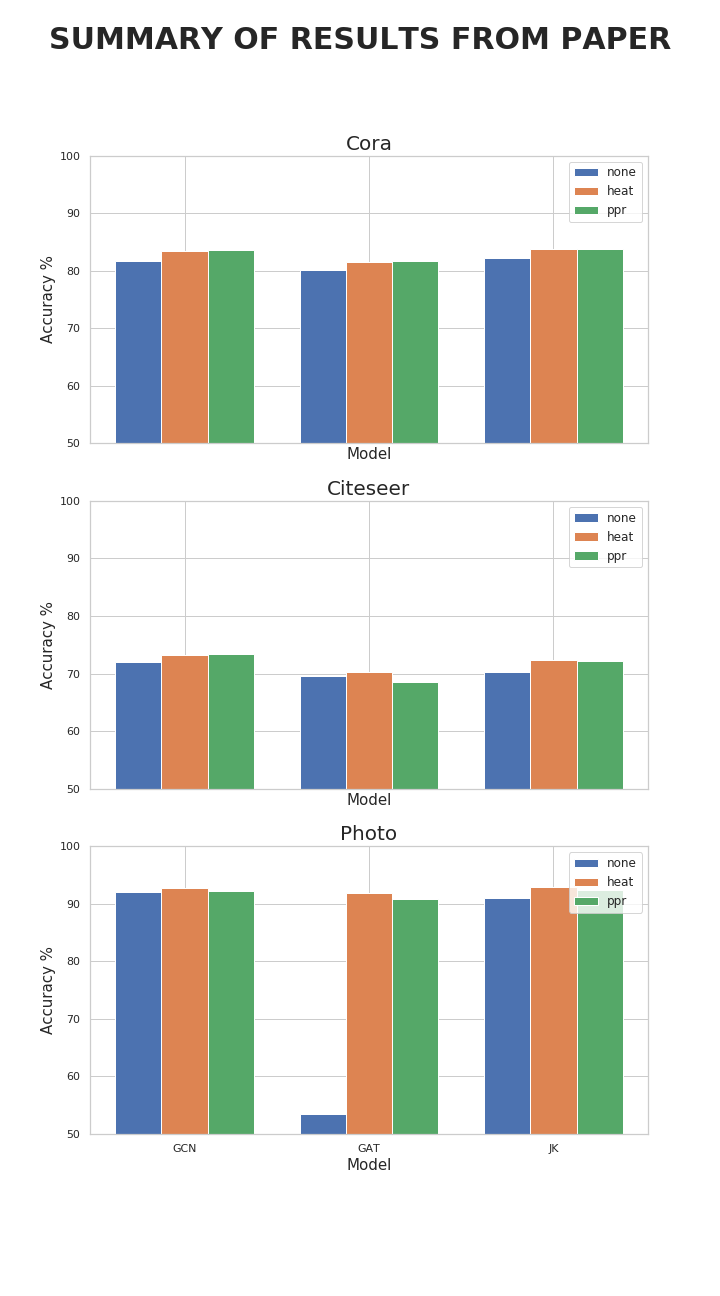 SUMMARY OF RESULTS FROM PAPER
Cora
100
90
80
70
60
50
Accuracy %
none
heat
ppr
Model
Citeseer
100
90
80
70
60
50
Accuracy %
none
heat
ppr
Model
Photo
100
90
80
70
60
50
Accuracy %
none
heat
ppr
GCN GAT JK
Model